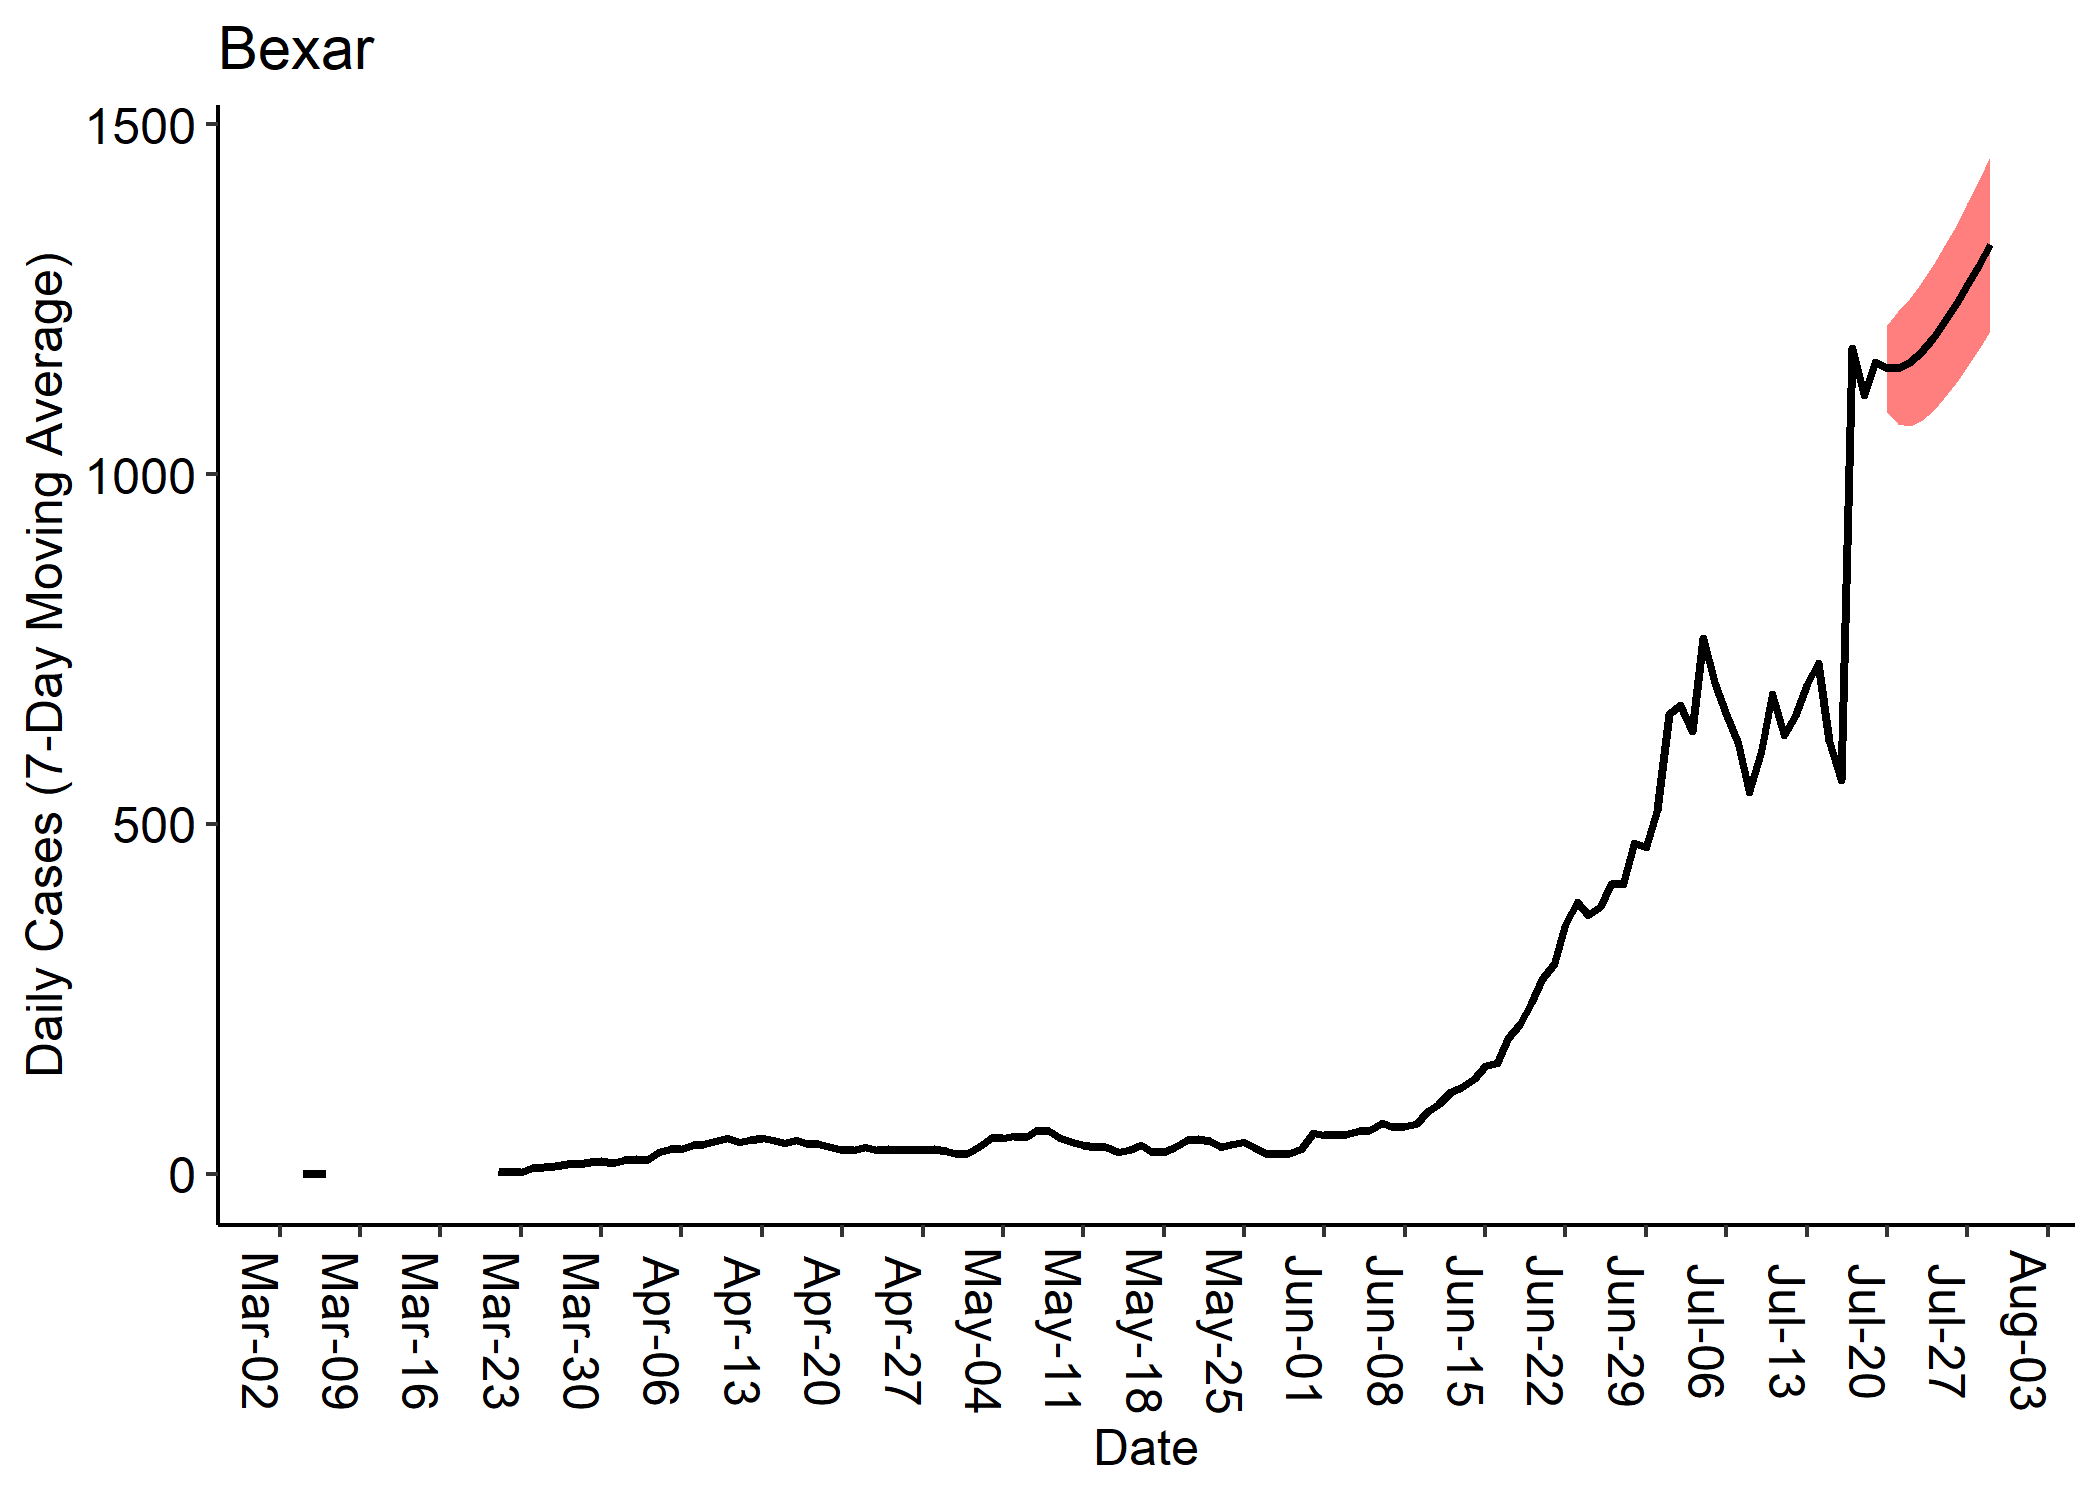 Bexar
1500
1000
500
0
Daily Cases (7-Day Moving Average)
Mar-02
Mar-09
Mar-16
Mar-23
Mar-30
Apr-06
Apr-13
Apr-20
Apr-27
May-04
May-11
May-18
May-25
Jun-01
Jun-08
Jun-15
Jun-22
Jun-29
Jul-06
Jul-13
Jul-20
Jul-27
Aug-03
Date